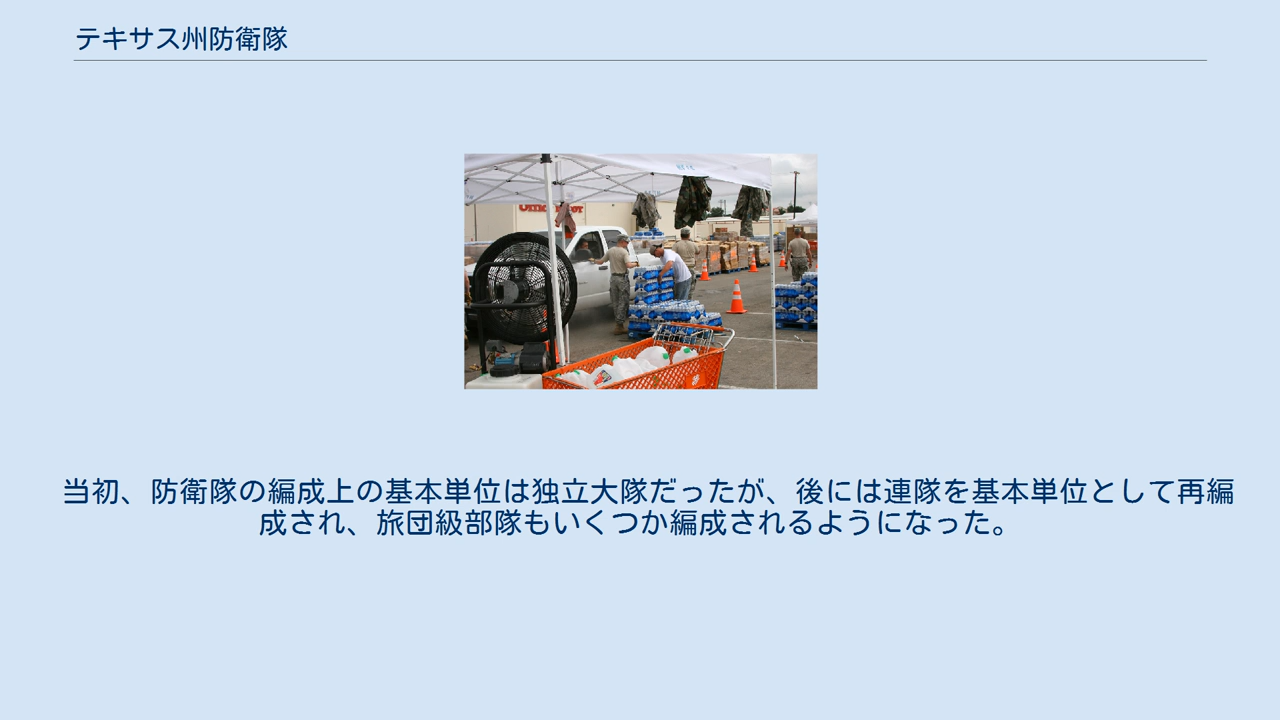 テキサス州防衛隊
当初、防衛隊の編成上の基本単位は独立大隊だったが、後には連隊を基本単位として再編
成され、旅団級部隊もいくつか編成されるようになった。